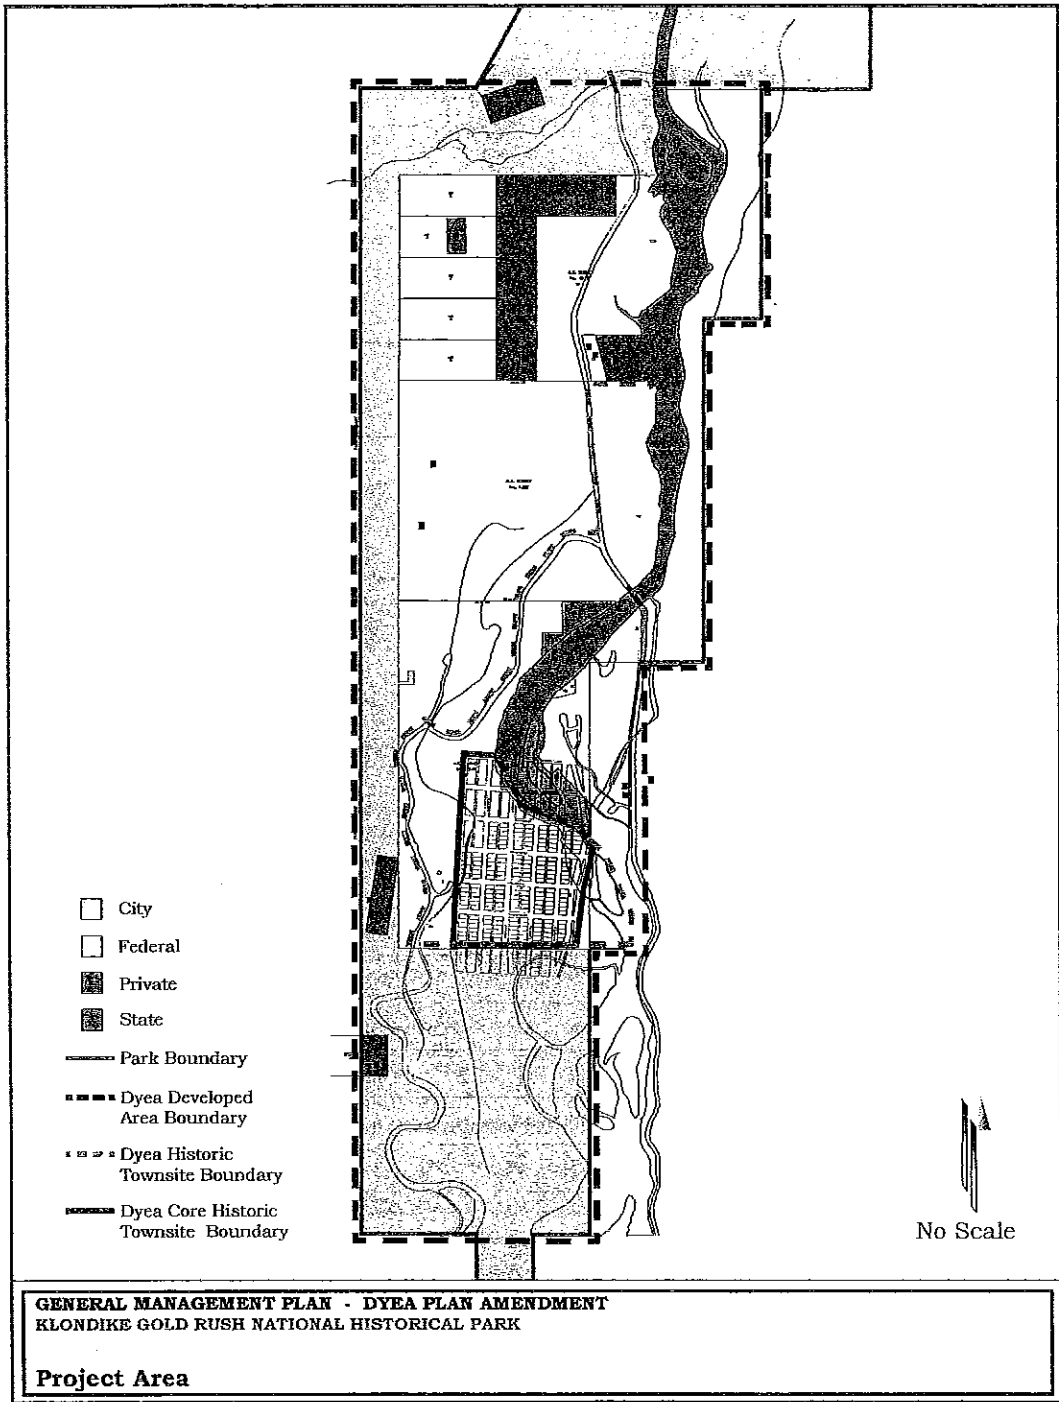 City
Federal
Private
State
Park Boundary
Dyea Developed
Area Boundary
Dyea Historic
Townsite Boundary
Dyea Core Historic
Townsite Boundary
No Scale
GENERAL MANAGEMENT PLAN - DYEA PLAN AMENDMENT
KLONDIKE GOLD RUSH NATIONAL HISTORICAL PARK
Project Area